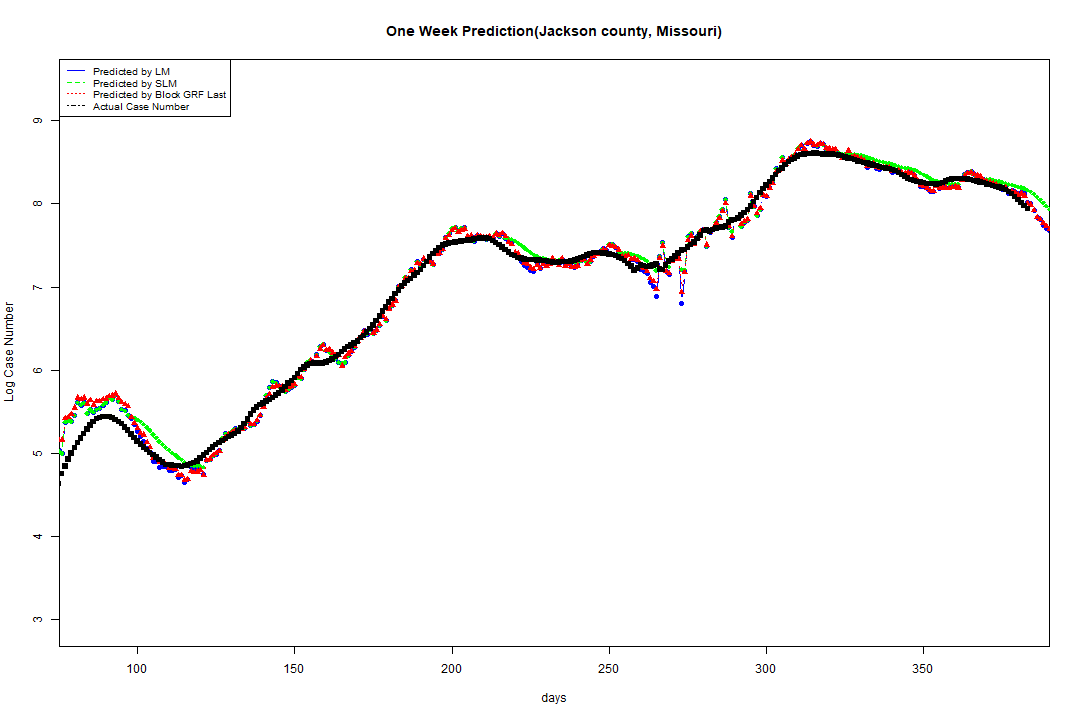 One Week Prediction(Jackson county, Missouri)
Predicted by LM
Predicted by SLM
Predicted by Block GRF Last
Actual Case Number
9
8
7
6
5
4
3
Log Case Number
100 150 200 250 300 350
days